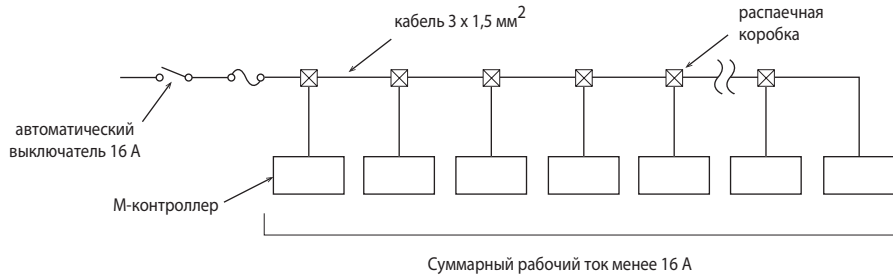 кабель 3 х 1,5 мм²
распаечная
коробка
автоматический
выключатель 16 А
М-контроллер
Суммарный рабочий ток менее 16 А